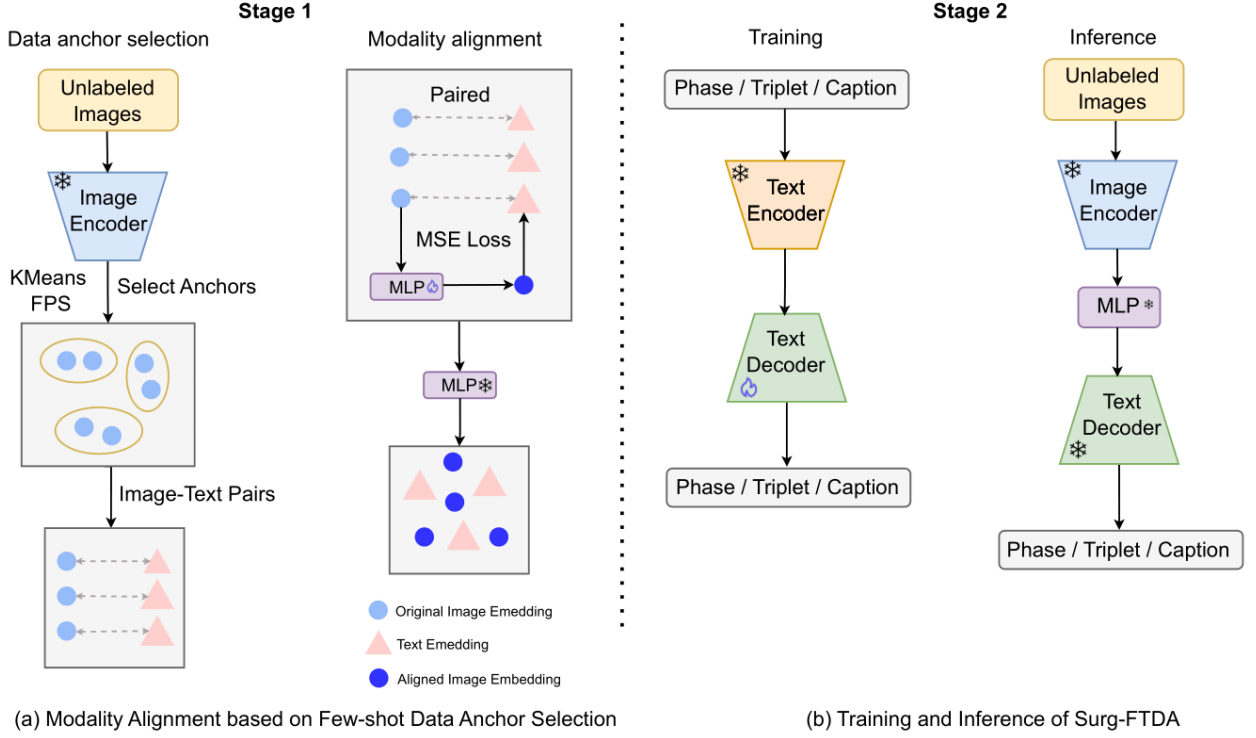 Stage 1
Data anchor selection
Unlabeled
Images
Image
Encoder
KMeans
FPS
Select Anchors
Image-Text Pairs
Modality alignment
Paired
MSE Loss
MLP
MLP
Original Image Emedding
Text Emedding
Aligned Image Embedding
(a) Modality Alignment based on Few-shot Data Anchor Selection
Stage 2
Training
Phase / Triplet / Caption
Text
Encoder
Text
Decoder
Phase / Triplet / Caption
Inference
Unlabeled
Images
Image
Encoder
MLP
Text
Decoder
Phase / Triplet / Caption
(b) Training and Inference of Surg-FTDA